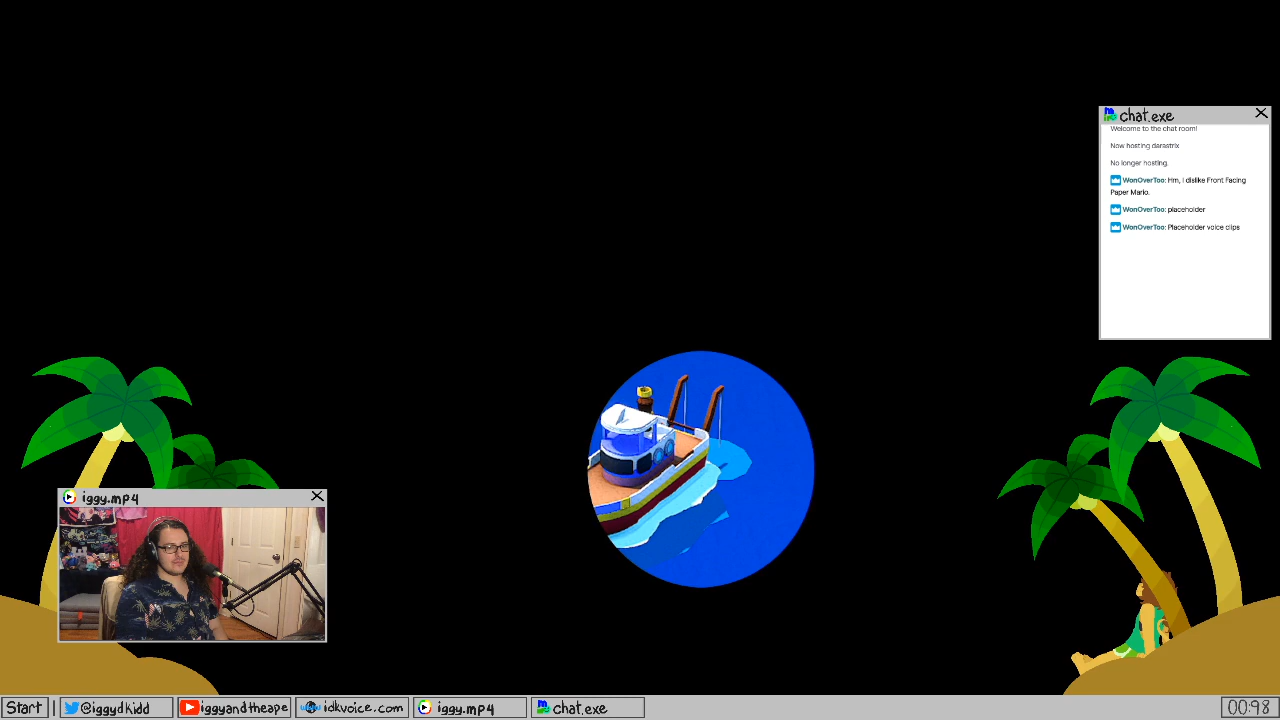 chat.exe
Welcome to the chat room!
Now hosting darastrix
No longer hosting.
WonOverToo: Hm, I dislike Front Facing
Paper Mario.
WonOverToo: placeholder
WonOverToo: Placeholder voice clips
iggy.mp4
Start | @iggydkidd iggyandtheape idkvoice.com iggy.mp4 chat.exe 00:98